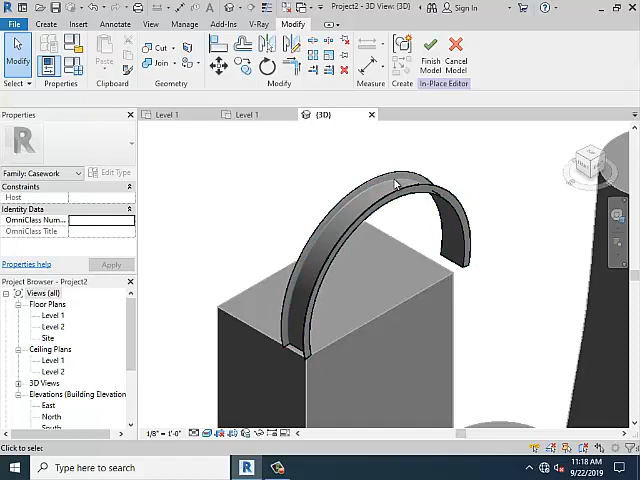 Project2 - 3D View: {3D}
Sign In
File
Create
Insert
Annotate
View
Manage
Add-Ins
V-Ray
Modify
Modify
Paste
Cut
Join
Finish Model
Cancel Model
Select
Properties
Clipboard
Geometry
Modify
Measure
Create
In-Place Editor
Properties
Level 1
Level 1
{3D}
Family: Casework
Edit Type
Constraints
Host
Identity Data
OmniClass Num...
OmniClass Title
Properties help
Apply
Project Browser - Project2
Views (all)
Floor Plans
Level 1
Level 2
Site
Ceiling Plans
Level 1
Level 2
3D Views
Elevations (Building Elevation
East
North
South
1/8" = 1'-0"
Click to select
:0
Type here to search
11:18 AM
9/22/2019